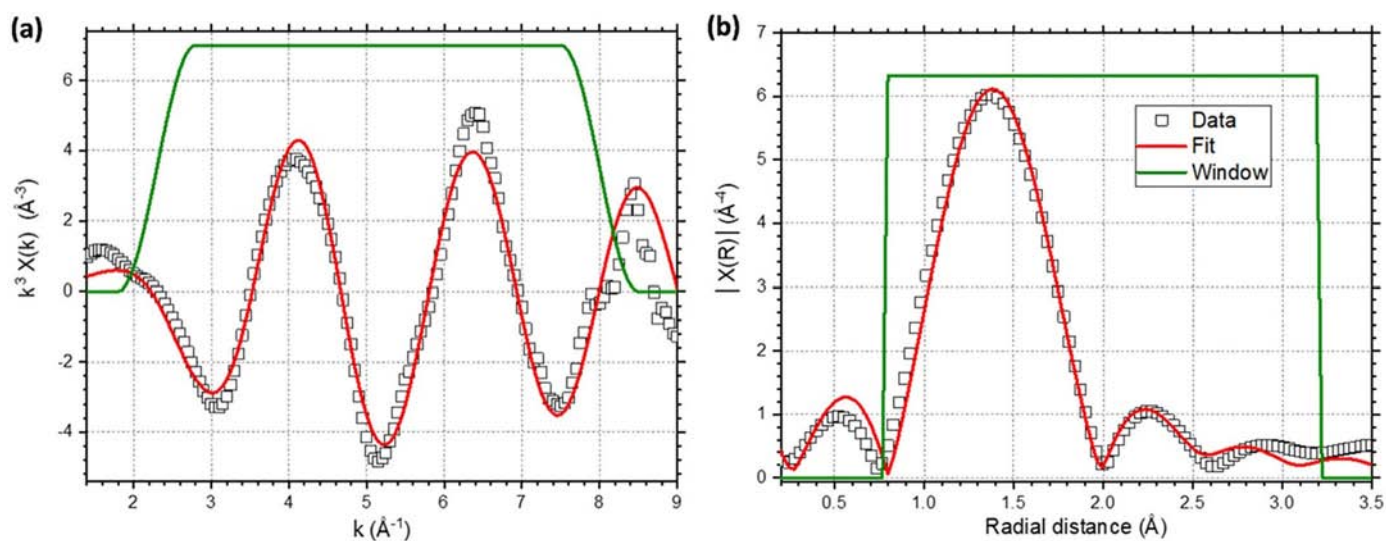 (a)
k³ X(k) (Å⁻³)
6
4
2
0
-2
-4
2 3 4 5 6 7 8 9
k (Å⁻¹)
(b)
| X(R)| (Å⁻⁴)
7
6
5
4
3
2
1
0
0.5 1.0 1.5 2.0 2.5 3.0 3.5
Radial distance (Å)
Data
Fit
Window